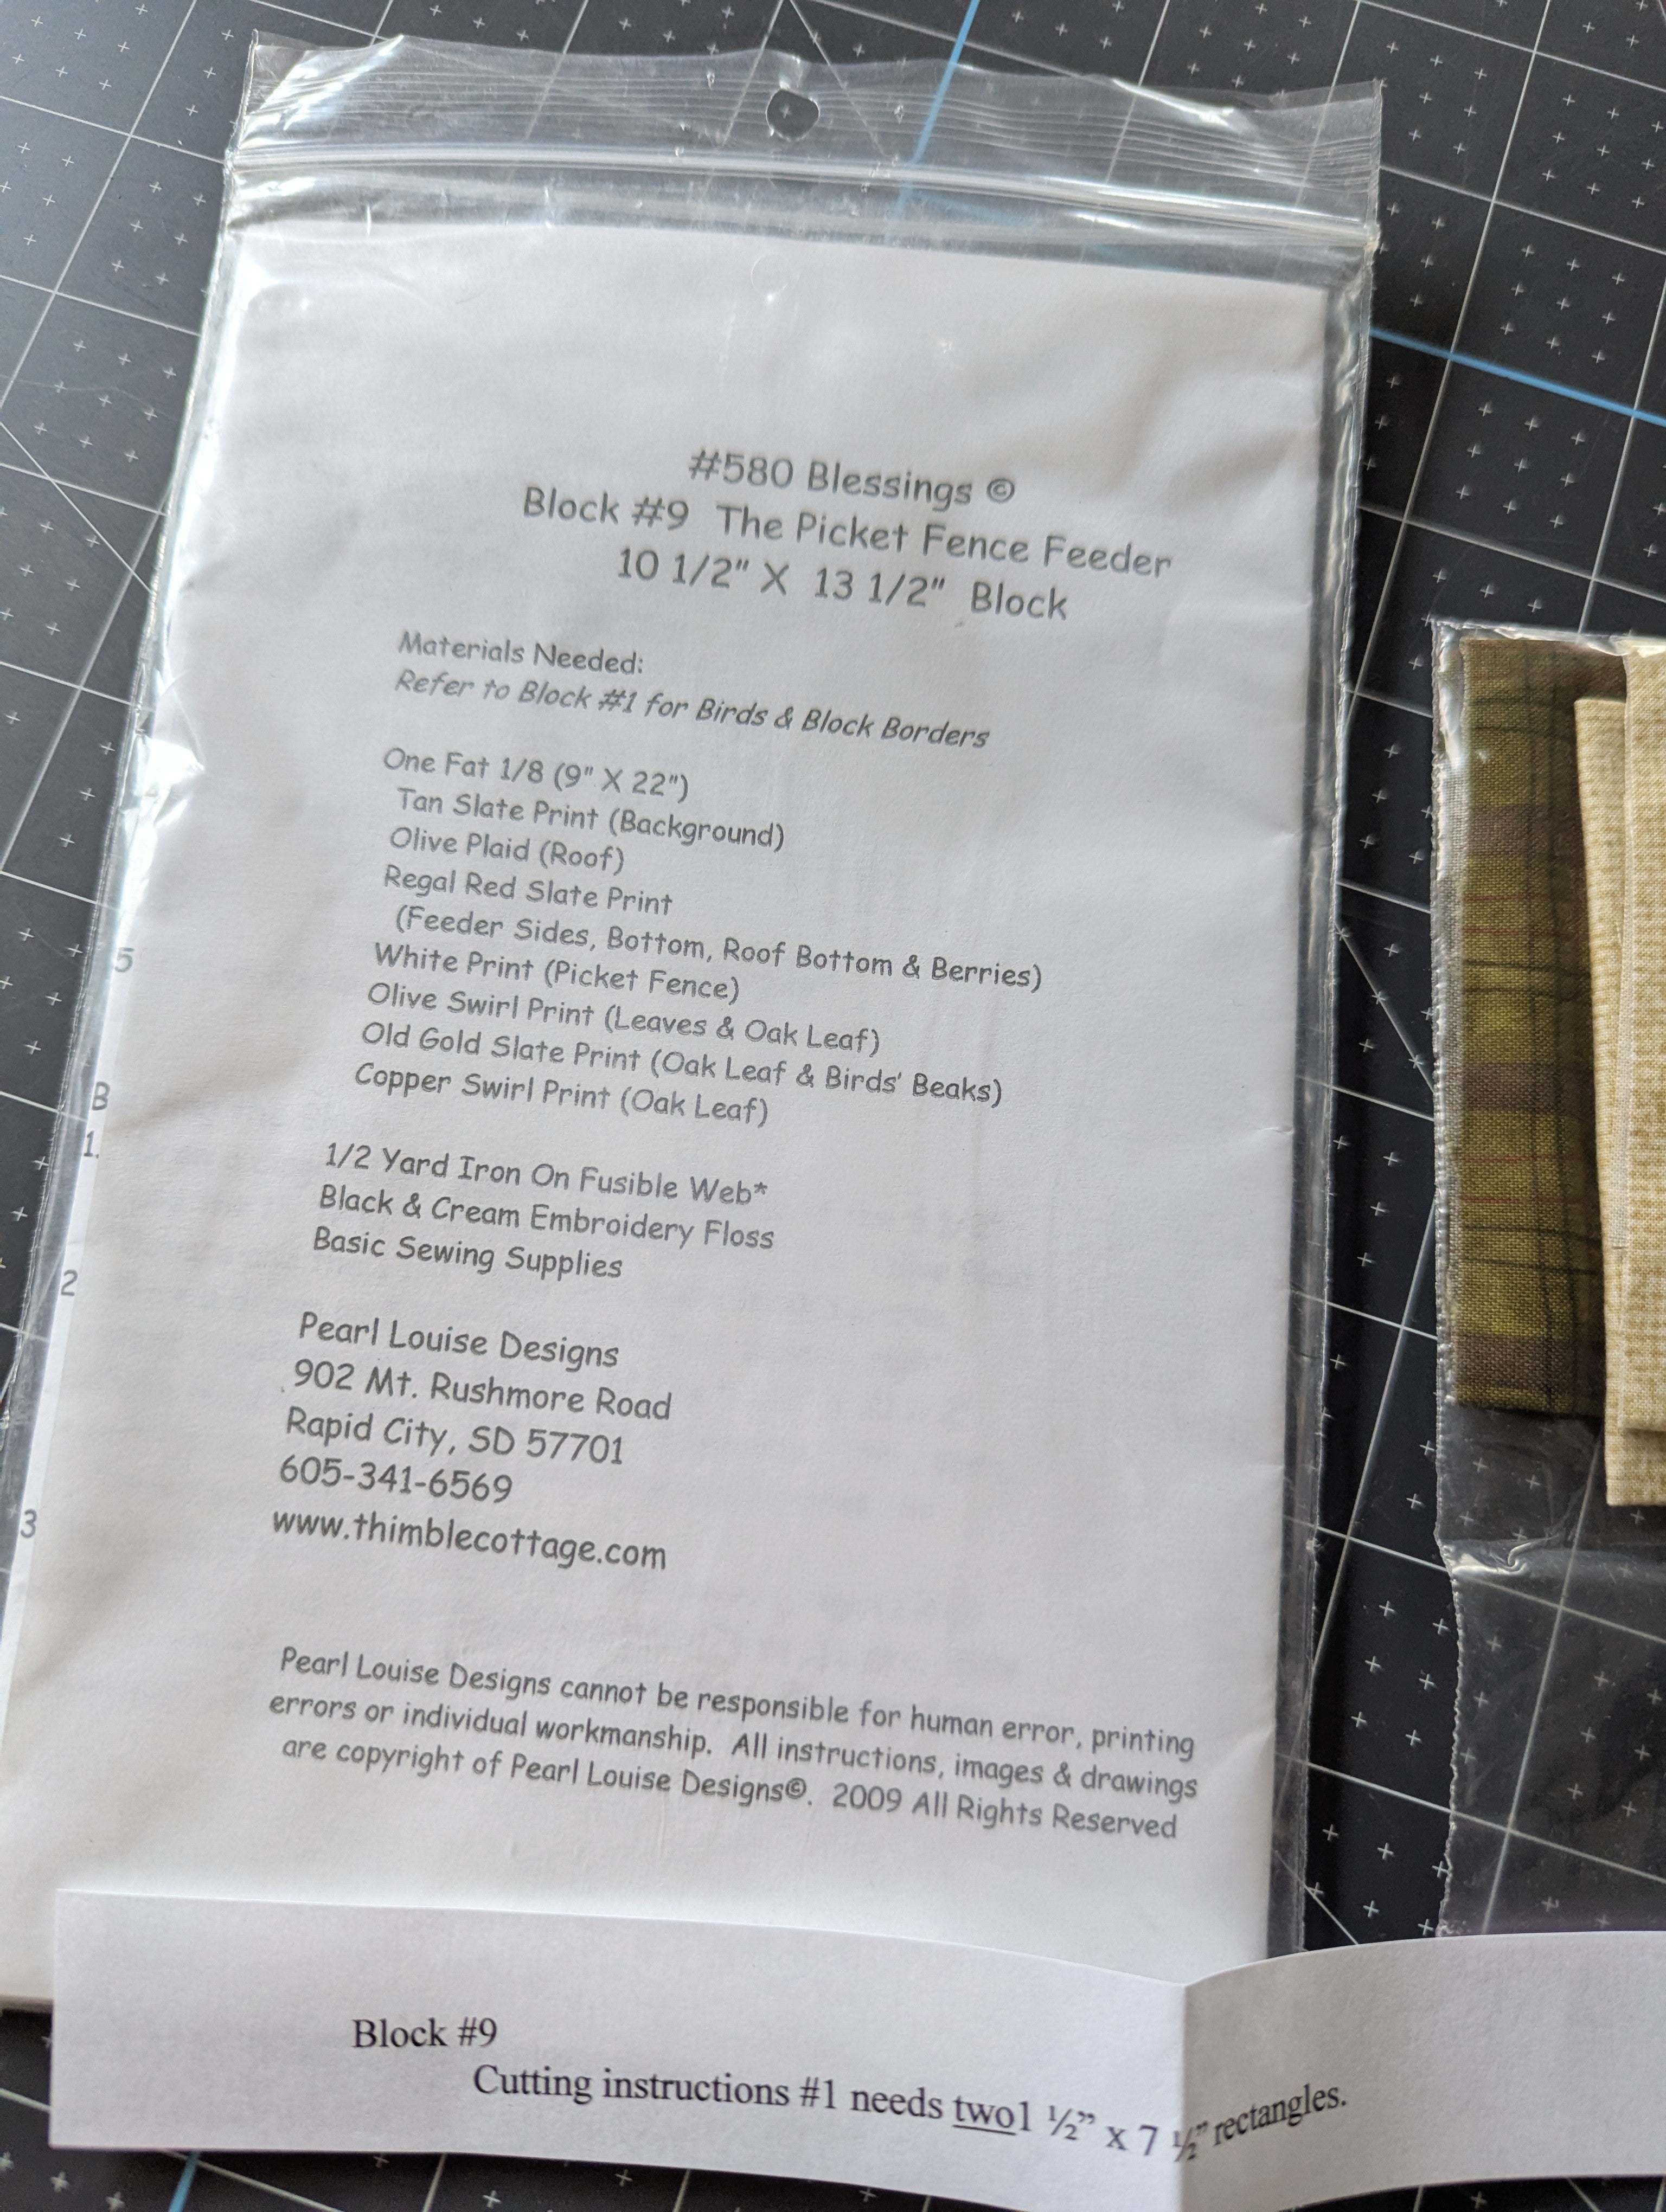 #580 Blessings ©
Block #9 The Picket Fence Feeder
10 1/2" X 13 1/2" Block
Materials Needed:
Refer to Block #1 for Birds & Block Borders
One Fat 1/8 (9" X 22")
Tan Slate Print (Background)
Olive Plaid (Roof)
Regal Red Slate Print
(Feeder Sides, Bottom, Roof Bottom & Berries)
White Print (Picket Fence)
Olive Swirl Print (Leaves & Oak Leaf)
Old Gold Slate Print (Oak Leaf & Birds' Beaks)
Copper Swirl Print (Oak Leaf)
1/2 Yard Iron On Fusible Web*
Black & Cream Embroidery Floss
Basic Sewing Supplies
Pearl Louise Designs
902 Mt. Rushmore Road
Rapid City, SD 57701
605-341-6569
www.thimblecottage.com
Pearl Louise Designs cannot be responsible for human error, printing
errors or individual workmanship. All instructions, images & drawings
are copyright of Pearl Louise Designs©. 2009 All Rights Reserved
5
B
1.
2
3
Block #9
Cutting instructions #1 needs two1 ½” x 7 ½” rectangles.